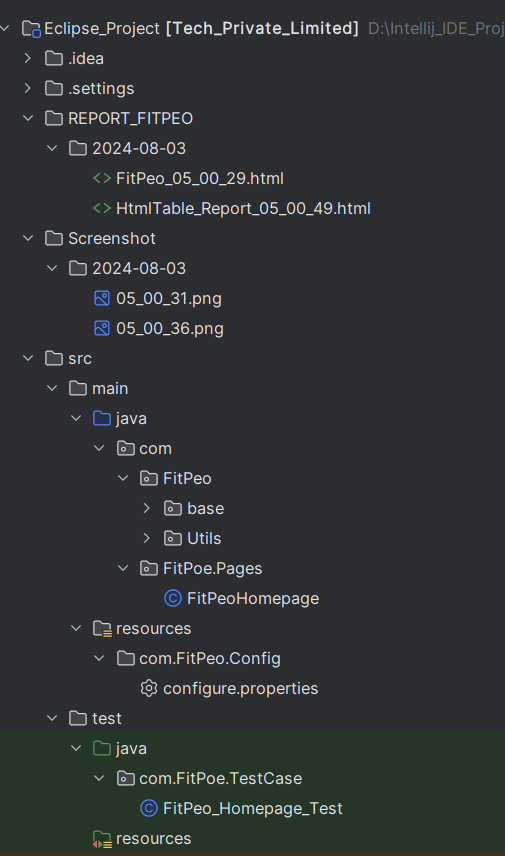 Eclipse_Project [Tech_Private_Limited] D:\Intellij_IDE_Proj
.idea
.settings
REPORT_FITPEO
2024-08-03
FitPeo_05_00_29.html
HtmlTable_Report_05_00_49.html
Screenshot
2024-08-03
05_00_31.png
05_00_36.png
src
main
java
com
FitPeo
base
Utils
FitPoe.Pages
FitPeoHomepage
resources
com.FitPeo.Config
configure.properties
test
java
com.FitPoe.TestCase
FitPeo_Homepage_Test
resources